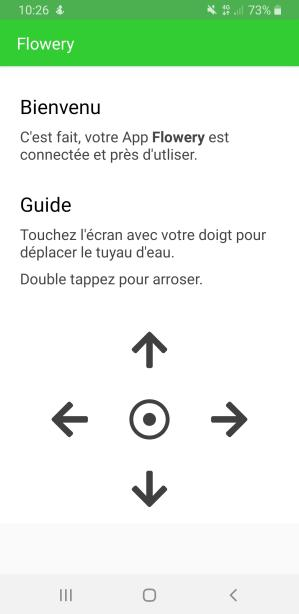 10:26 4G 73%
Flowery
Bienvenu
C'est fait, votre App Flowery est
connectée et près d'utliser.
Guide
Touchez l'écran avec votre doigt pour
déplacer le tuyau d'eau.
Double tappez pour arroser.